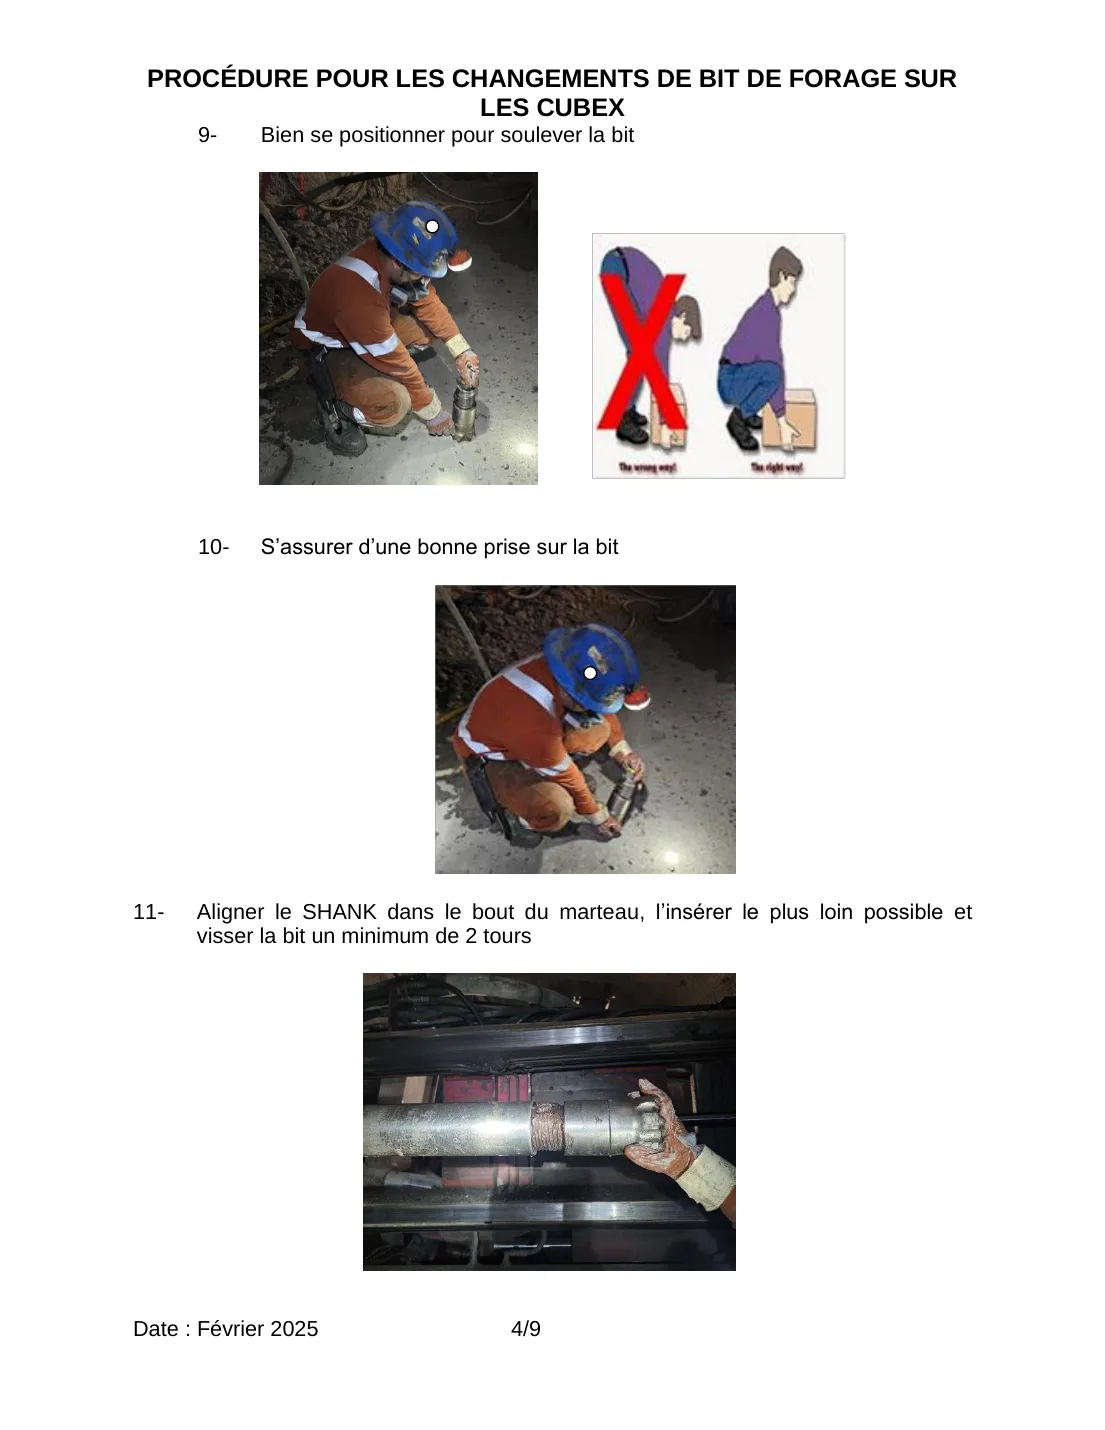 PROCÉDURE POUR LES CHANGEMENTS DE BIT DE FORAGE SUR
LES CUBEX
9- Bien se positionner pour soulever la bit
The wrong way!
The right way!
10- S’assurer d’une bonne prise sur la bit
11- Aligner le SHANK dans le bout du marteau, l’insérer le plus loin possible et
visser la bit un minimum de 2 tours
Date : Février 2025 4/9